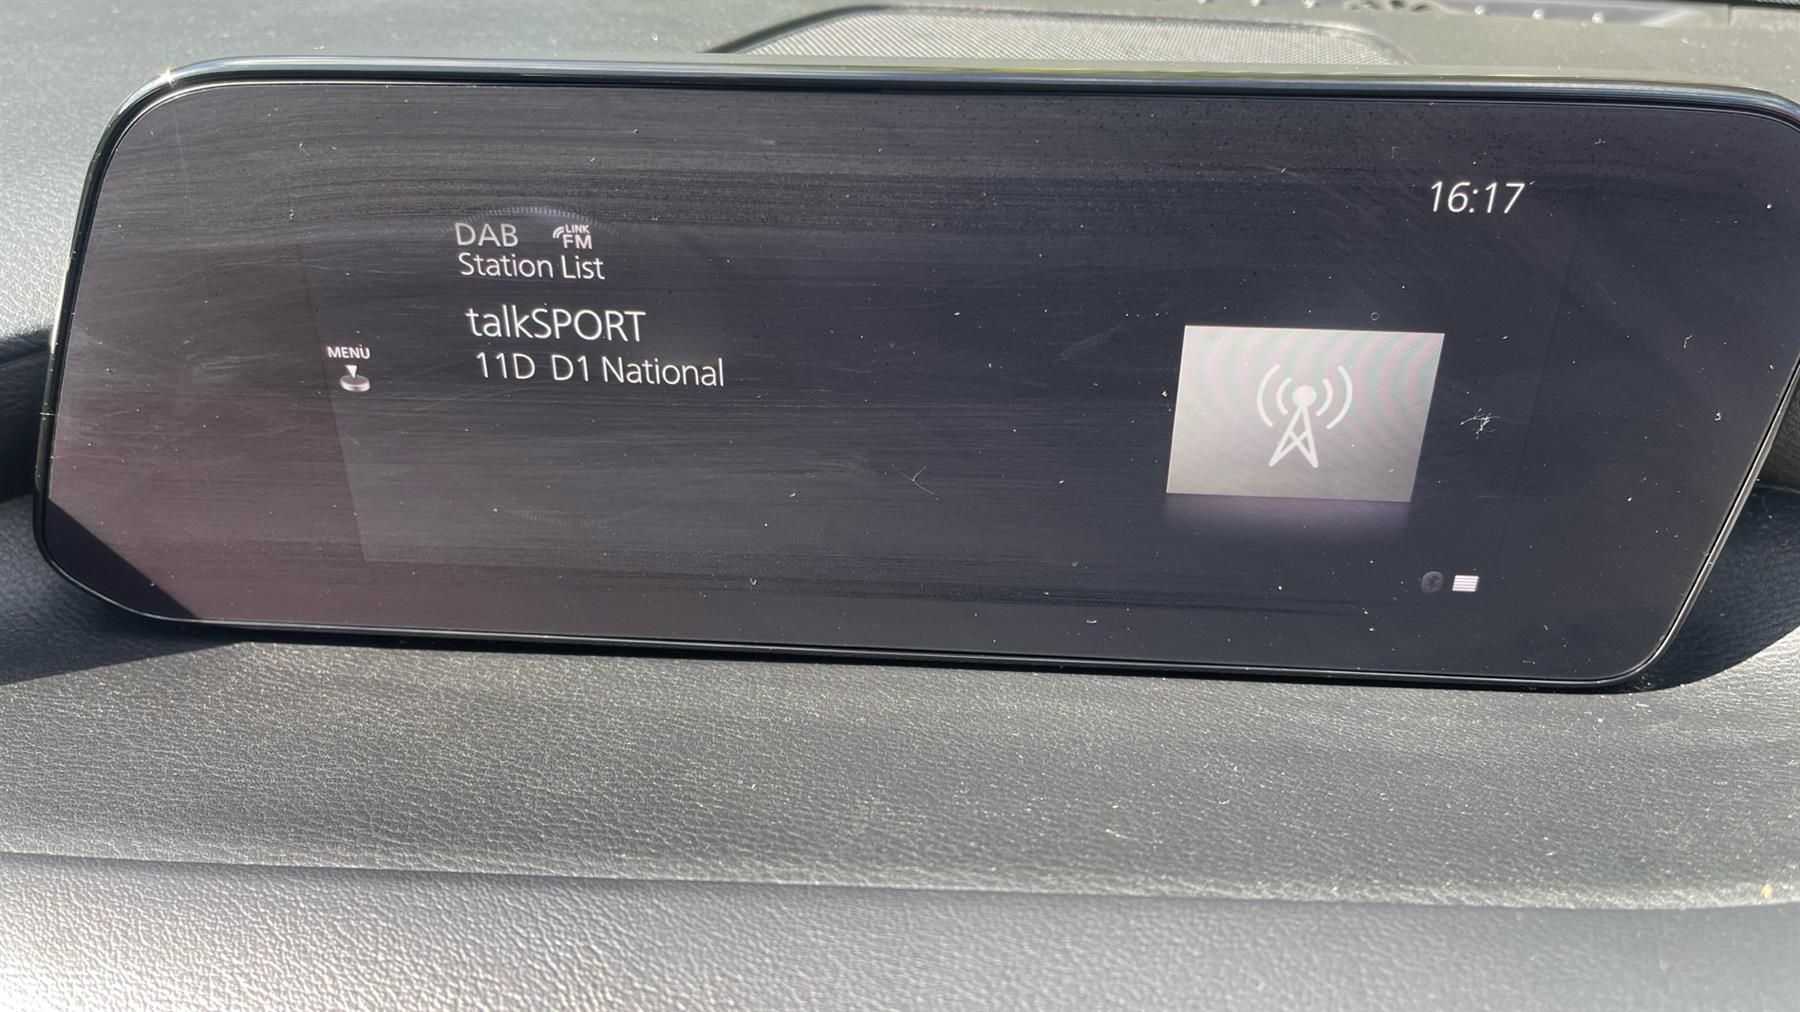 16:17
DAB LINK FM
Station List
talkSPORT
11D D1 National
MENU